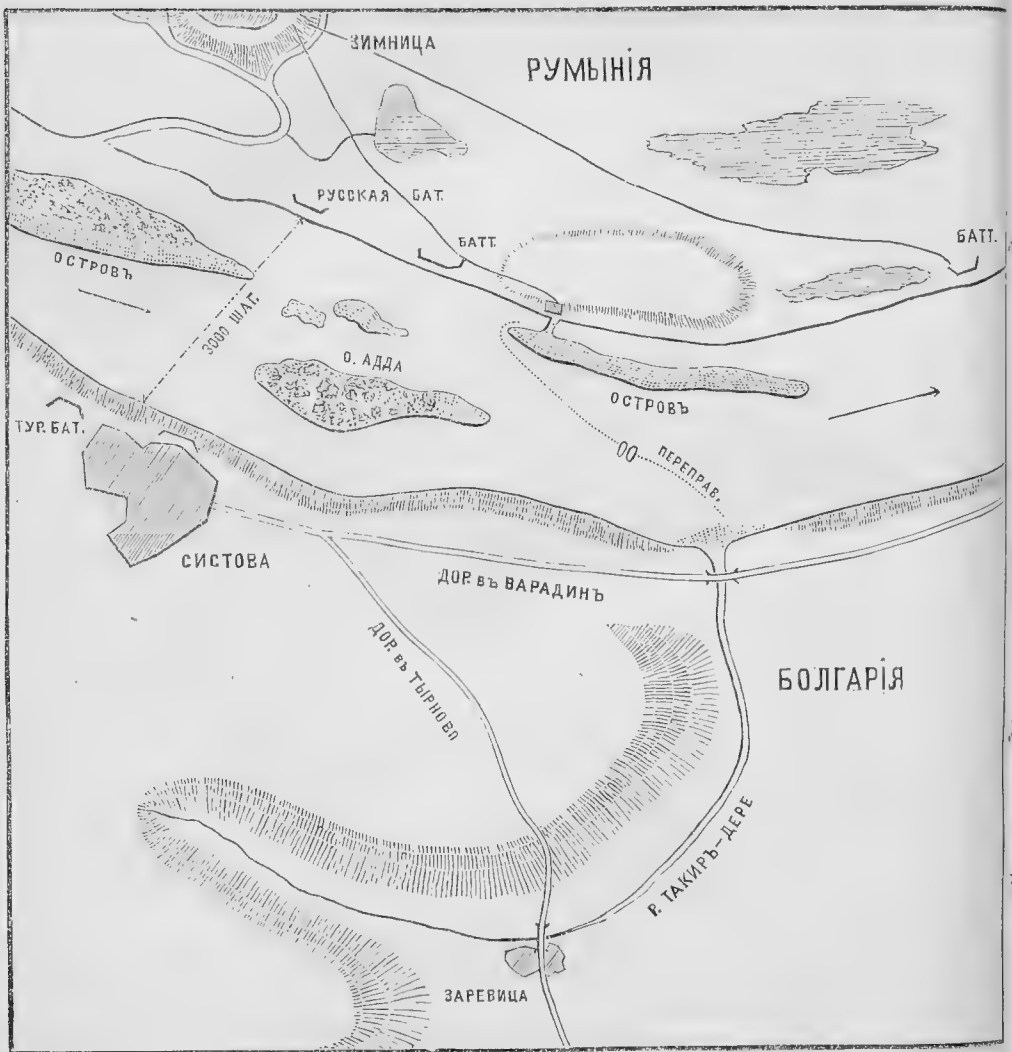 ЗИМНИЦА
РУМЫНІЯ
РУССКАЯ БАТ.
БАТТ.
БАТТ.
ОСТРОВЪ
3000 ШАГ.
О. АДДА
ОСТРОВЪ
ТУР. БАТ.
ПЕРЕПРАВ.
СИСТОВА
ДОР. въ ВАРАДИНЪ
ДОР. въ ТЫРНОВО
БОЛГАРІЯ
Р. ТАКИРЪ-ДЕРЕ
ЗАРЕВИЦА